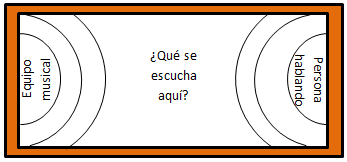 Equipo
musical
¿Qué se
escucha
aquí?
Persona
hablando